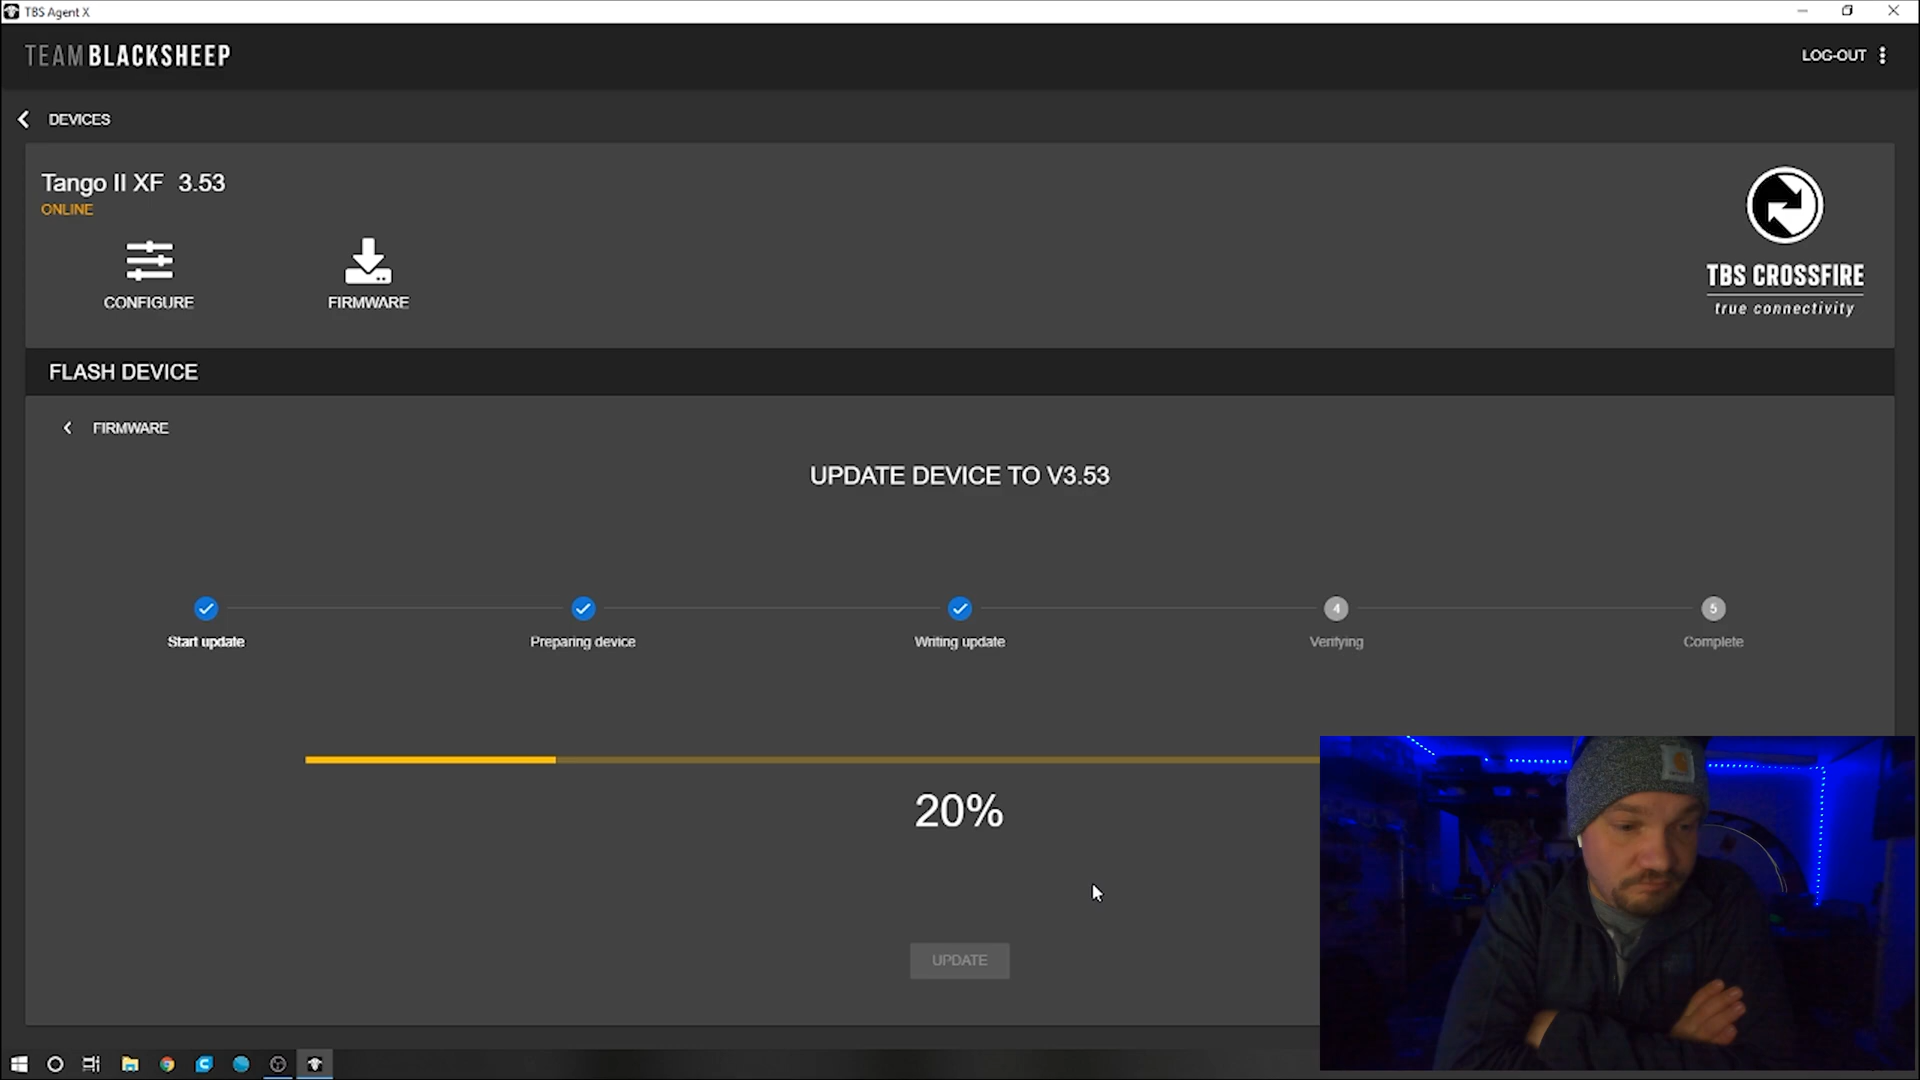 TBS Agent X
TEAMBLACKSHEEP
LOG-OUT
DEVICES
Tango II XF 3.53
ONLINE
CONFIGURE
FIRMWARE
TBS CROSSFIRE
true connectivity
FLASH DEVICE
FIRMWARE
UPDATE DEVICE TO V3.53
4
5
Start update
Preparing device
Writing update
Verifying
Complete
20%
UPDATE